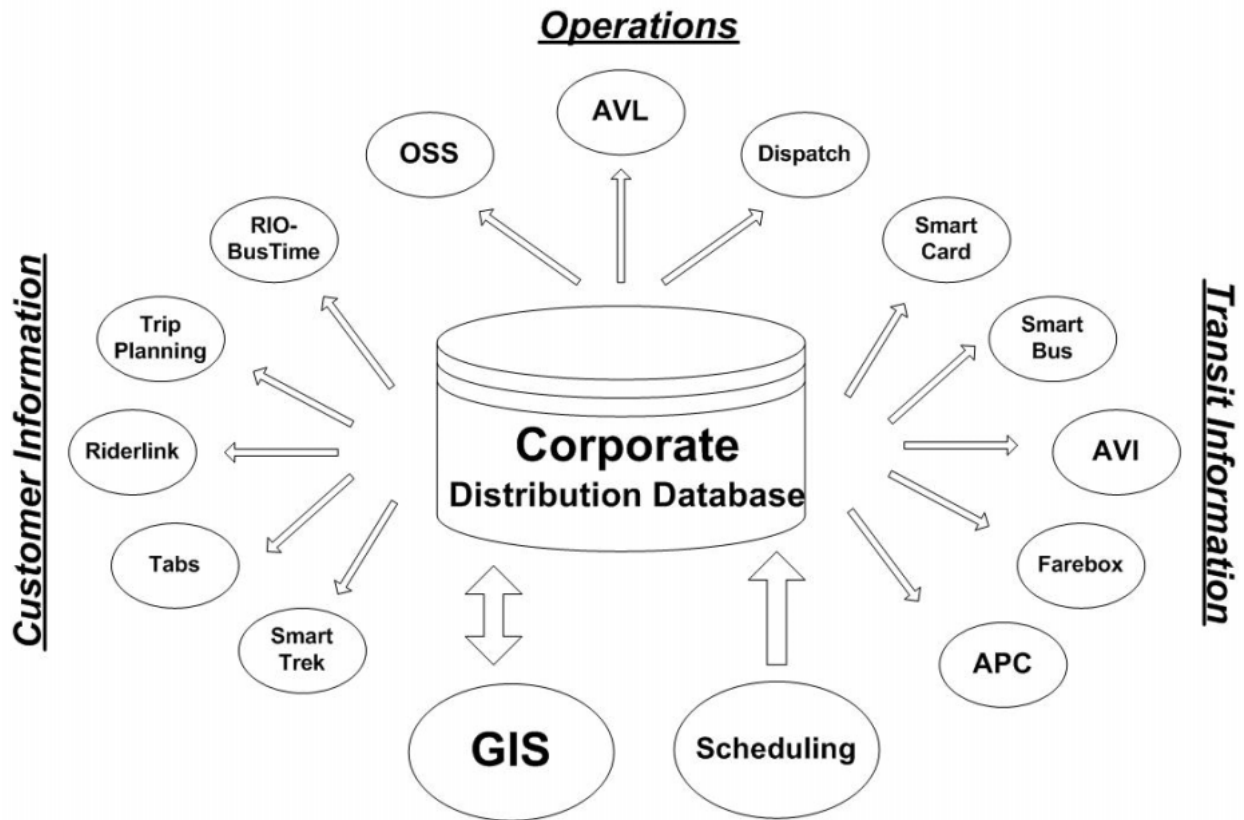 Operations
AVL
OSS
Dispatch
RIO-
BusTime
Smart
Card
Customer Information
Transit Information
Trip
Planning
Smart
Bus
Corporate
Distribution Database
Riderlink
AVI
Tabs
Farebox
Smart
Trek
APC
GIS
Scheduling